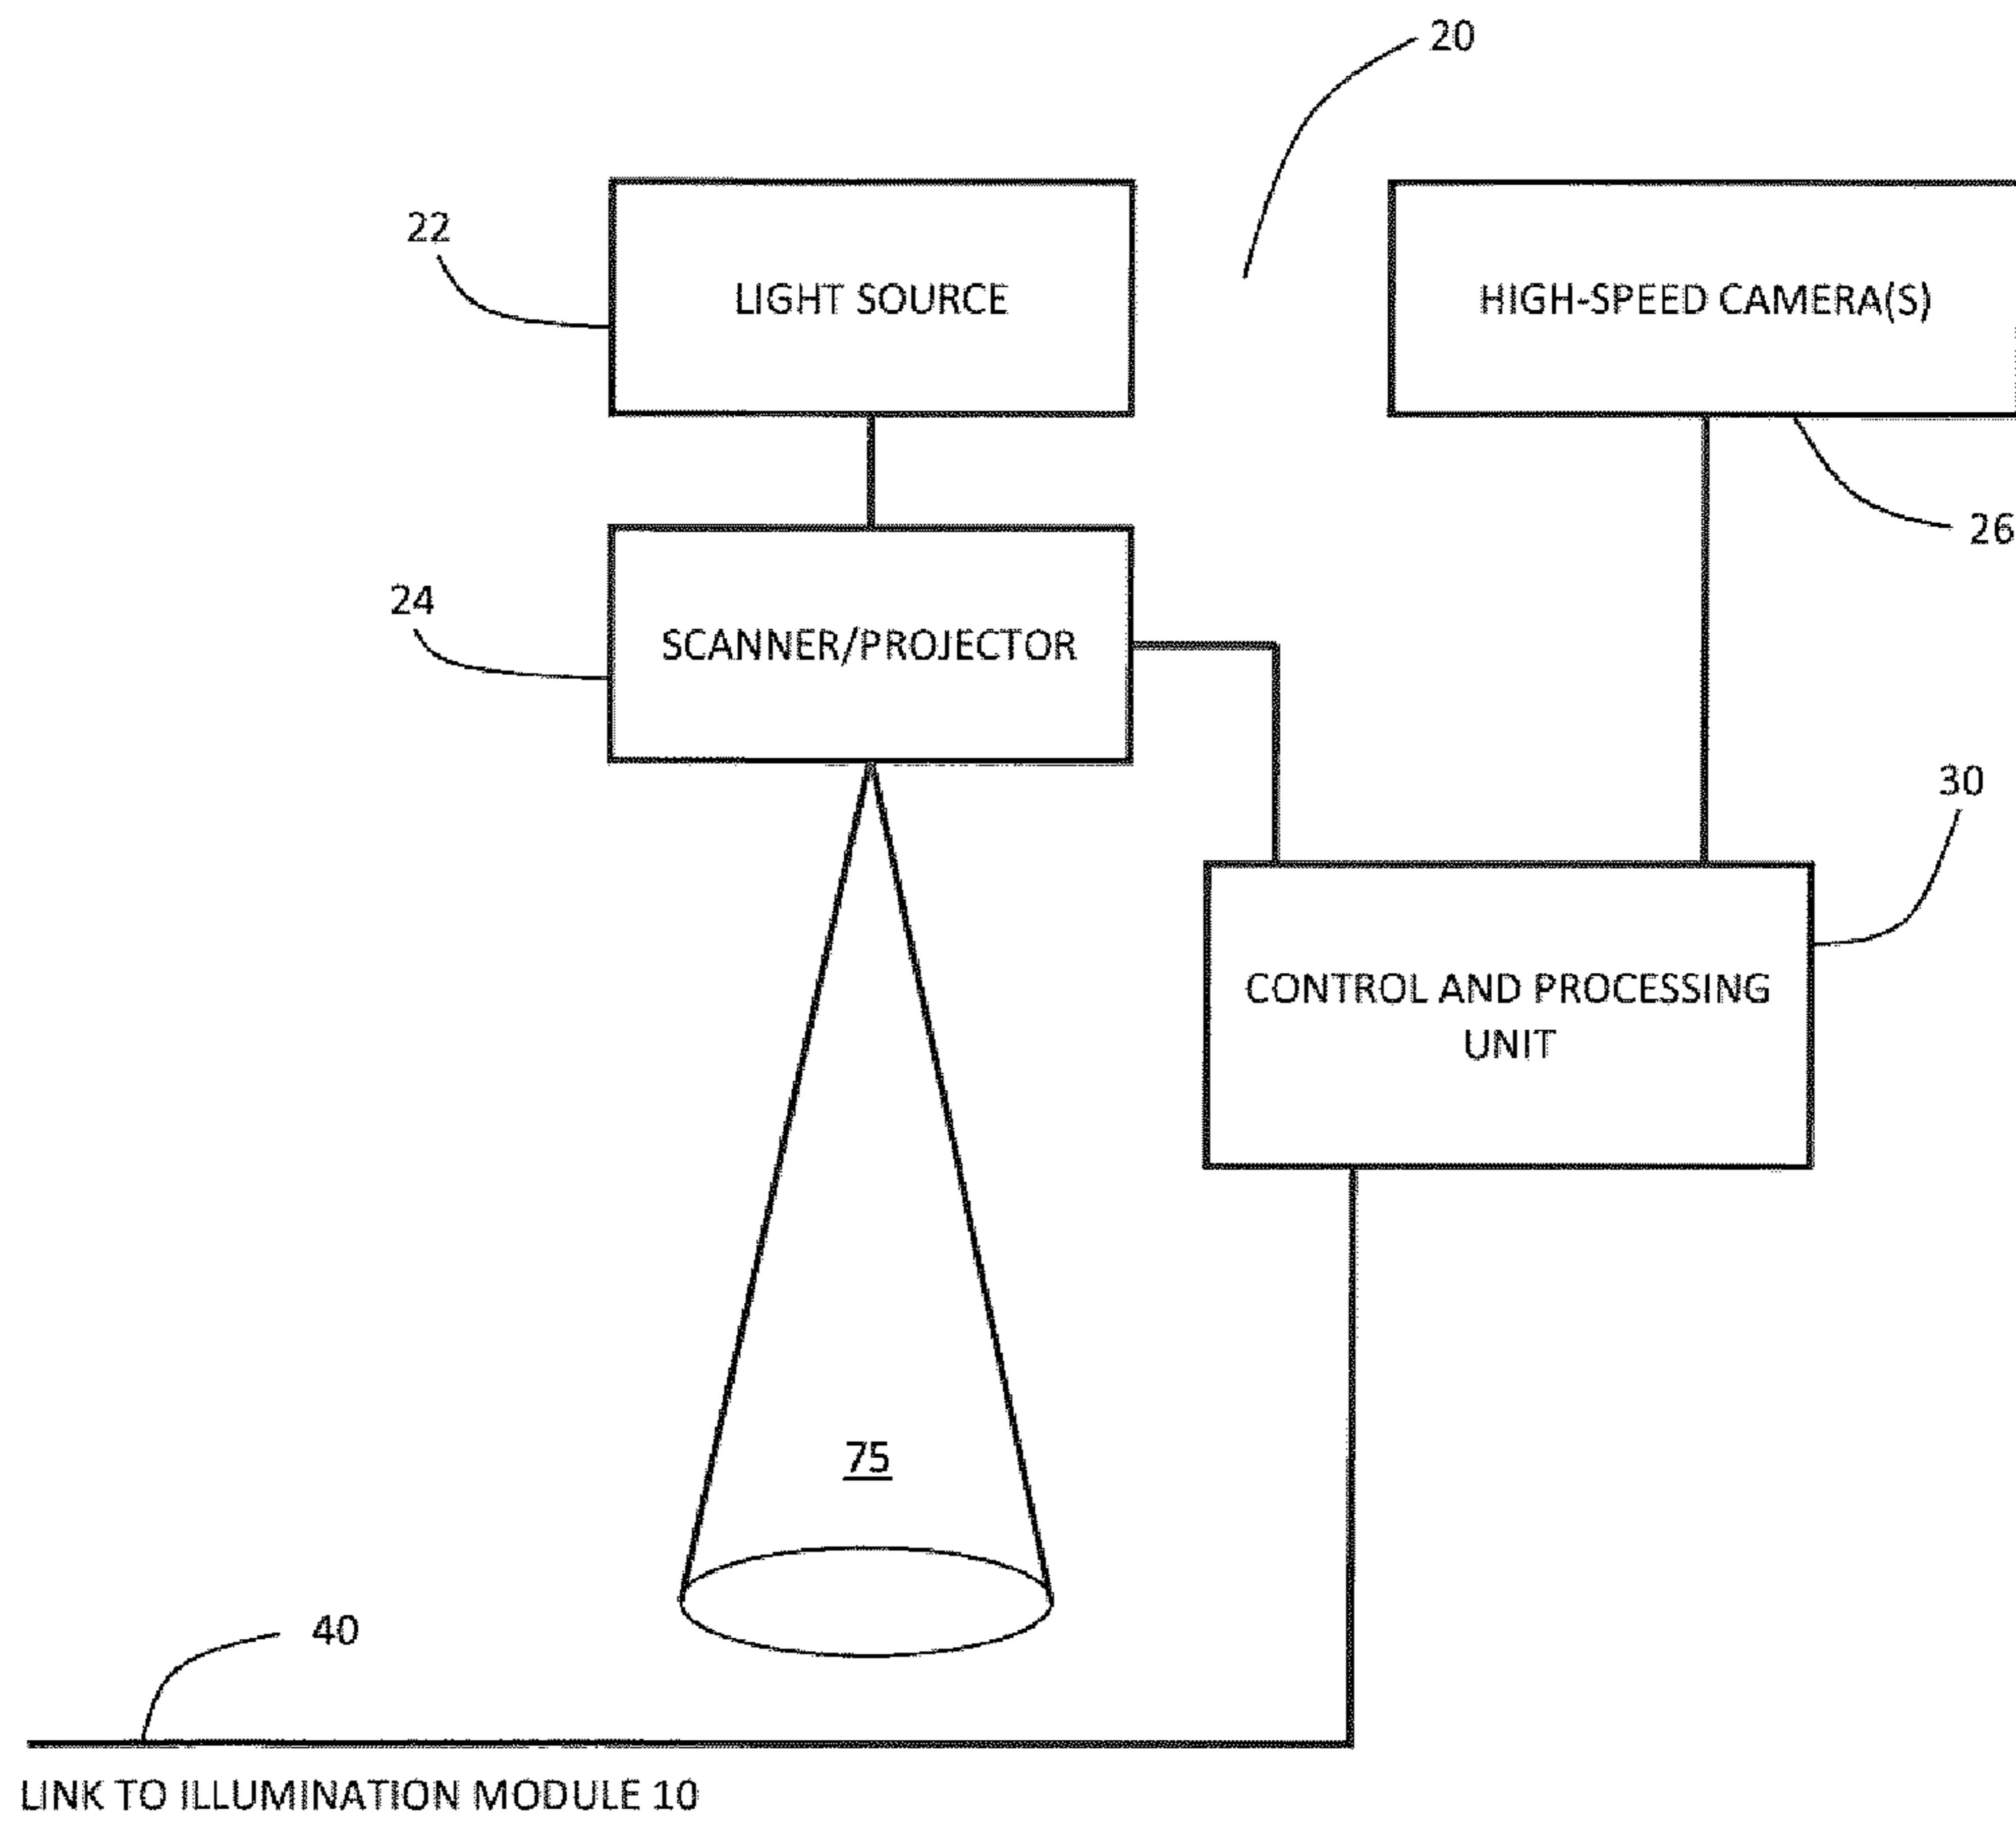 20
22
LIGHT SOURCE
HIGH-SPEED CAMERA(S)
26
24
SCANNER/PROJECTOR
30
CONTROL AND PROCESSING
UNIT
75
40
LINK TO ILLUMINATION MODULE 10